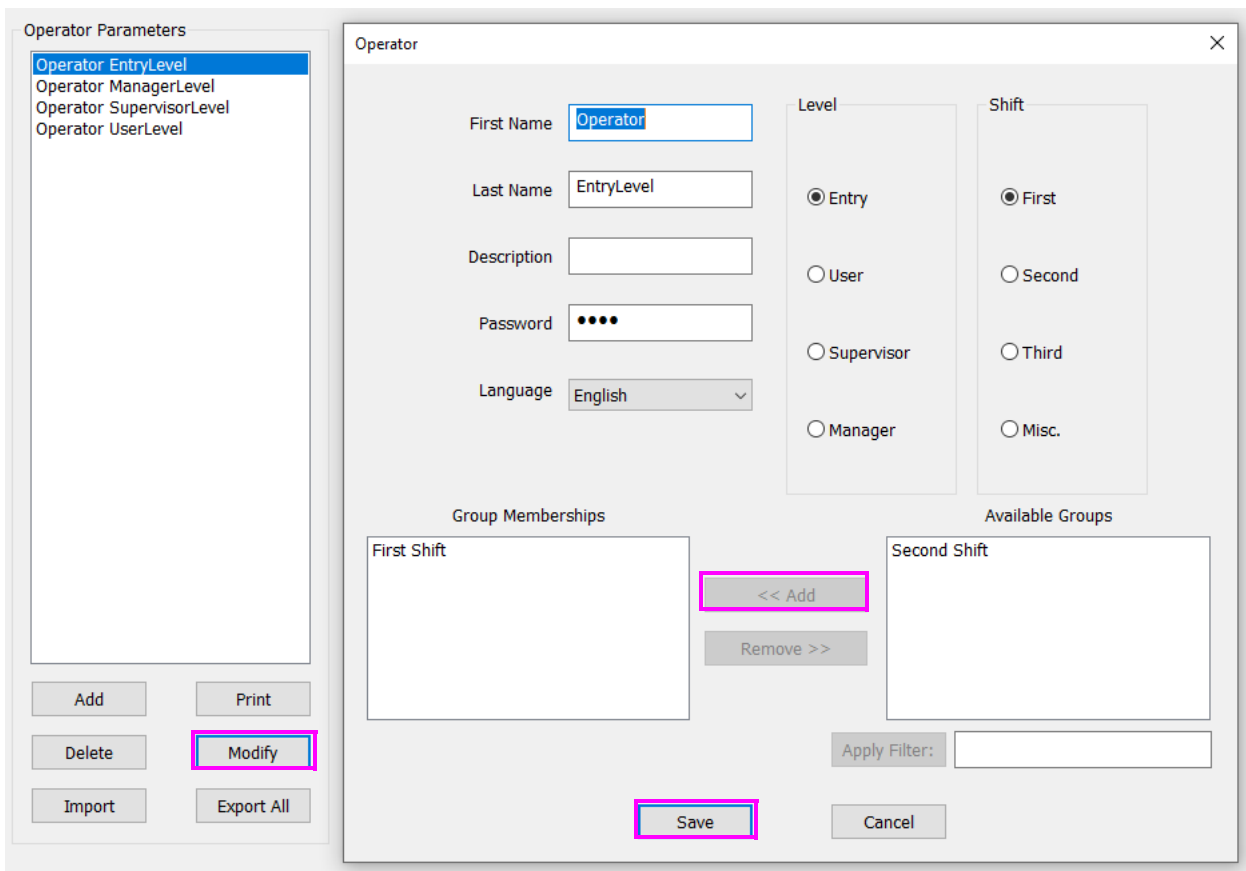 Operator Parameters
Operator EntryLevel
Operator ManagerLevel
Operator SupervisorLevel
Operator UserLevel
Add
Print
Delete
Modify
Import
Export All
Operator
First Name
Operator
Last Name
EntryLevel
Description
Password
••••
Language
English
Level
Entry
User
Supervisor
Manager
Shift
First
Second
Third
Misc.
Group Memberships
First Shift
<< Add
Remove >>
Available Groups
Second Shift
Apply Filter:
Save
Cancel